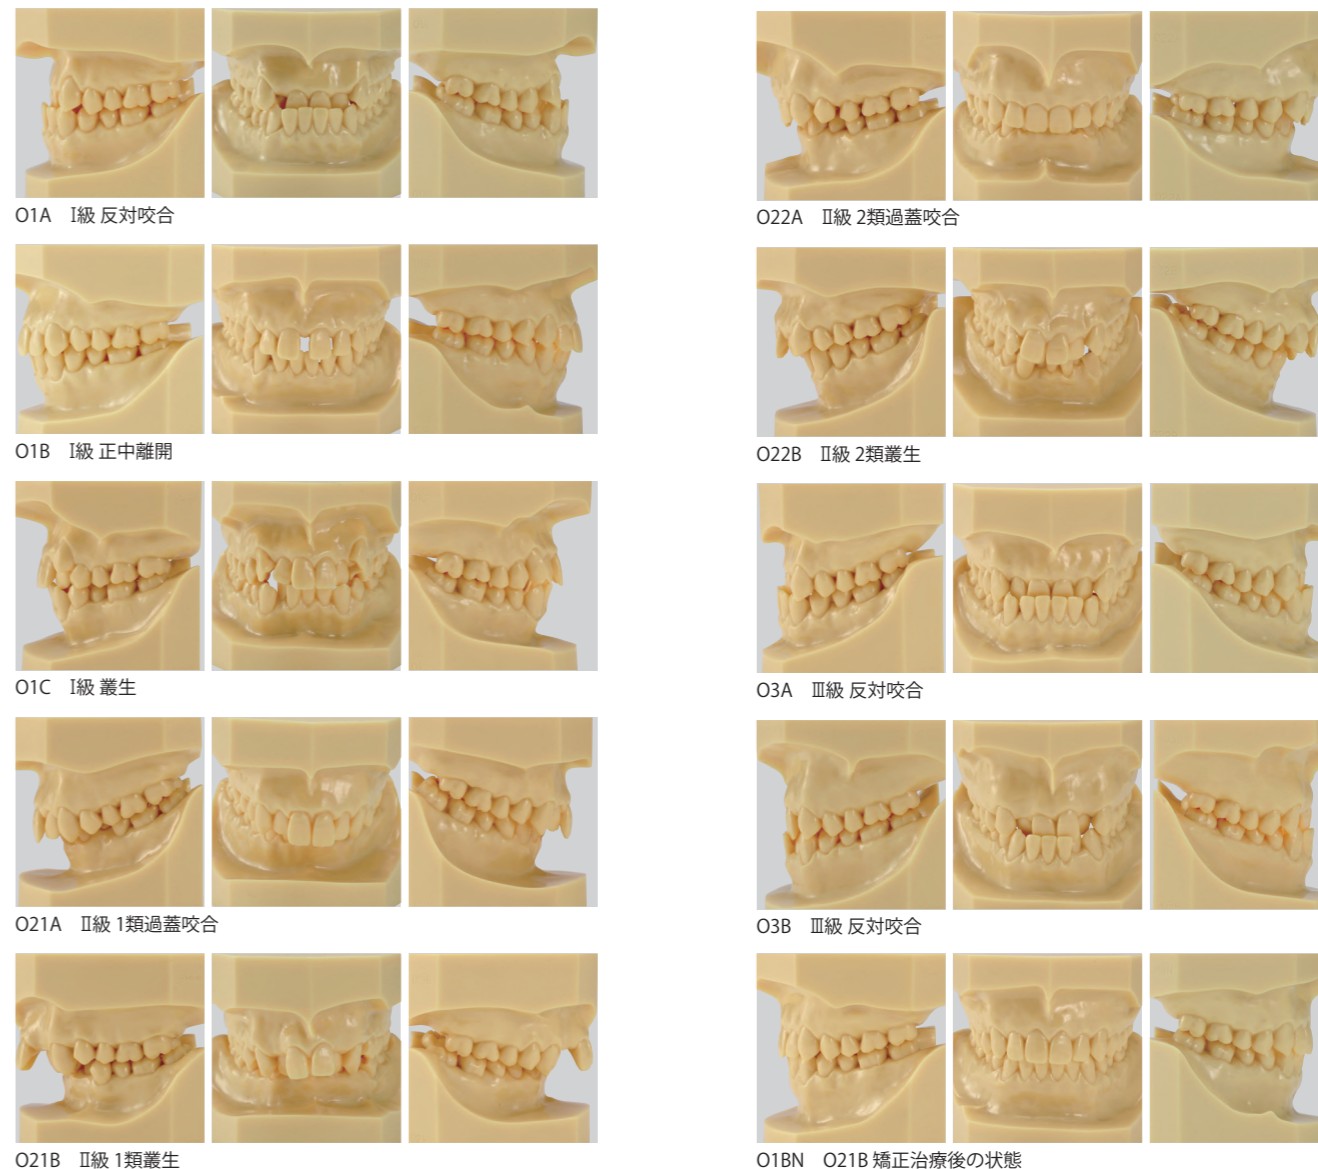 O1A Ⅰ級 反対咬合
O1B Ⅰ級 正中離開
O1C Ⅰ級 叢生
O21A Ⅱ級 1類過蓋咬合
O21B Ⅱ級 1類叢生
O22A Ⅱ級 2類過蓋咬合
O22B Ⅱ級 2類叢生
O3A Ⅲ級 反対咬合
O3B Ⅲ級 反対咬合
O1BN O21B 矯正治療後の状態